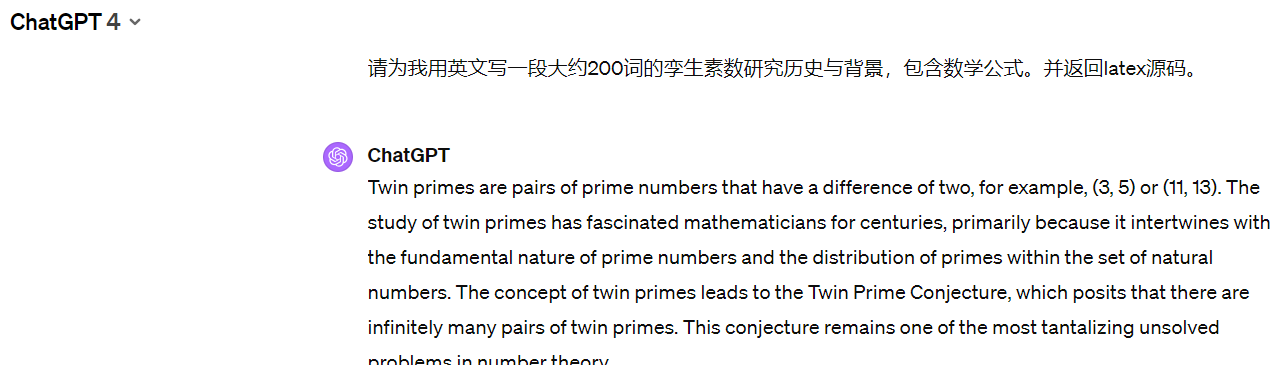 ChatGPT 4
请为我用英文写一段大约200词的孪生素数研究历史与背景，包含数学公式。并返回latex源码。
ChatGPT
Twin primes are pairs of prime numbers that have a difference of two, for example, (3, 5) or (11, 13). The
study of twin primes has fascinated mathematicians for centuries, primarily because it intertwines with
the fundamental nature of prime numbers and the distribution of primes within the set of natural
numbers. The concept of twin primes leads to the Twin Prime Conjecture, which posits that there are
infinitely many pairs of twin primes. This conjecture remains one of the most tantalizing unsolved
problems in number theory